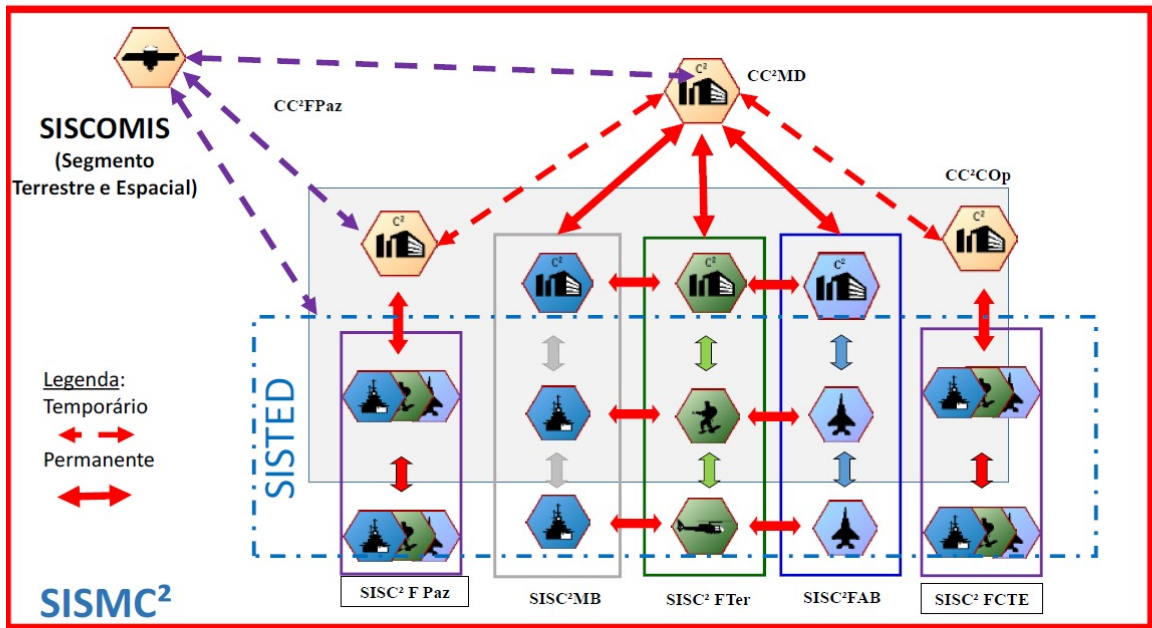 C²
CC²MD
CC²FPaz
SISCOMIS
(Segmento
Terrestre e Espacial)
CC²COp
C²
C²
C²
C²
C²
Legenda:
Temporário
Permanente
SISTED
SISMC²
SISC² F Paz
SISC²MB
SISC² FTer
SISC²FAB
SISC² FCTE